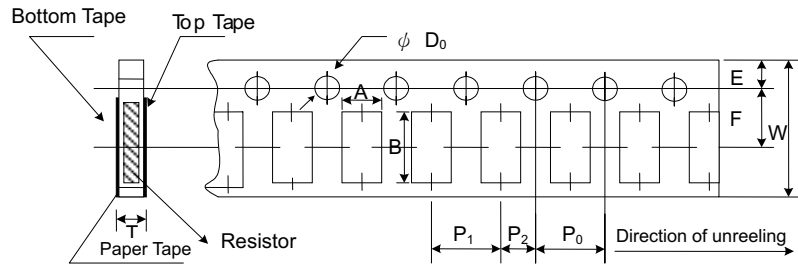 Bottom Tape
Top Tape
ϕ D₀
A
B
E
F
W
T
Paper Tape
Resistor
P₁
P₂
P₀
Direction of unreeling